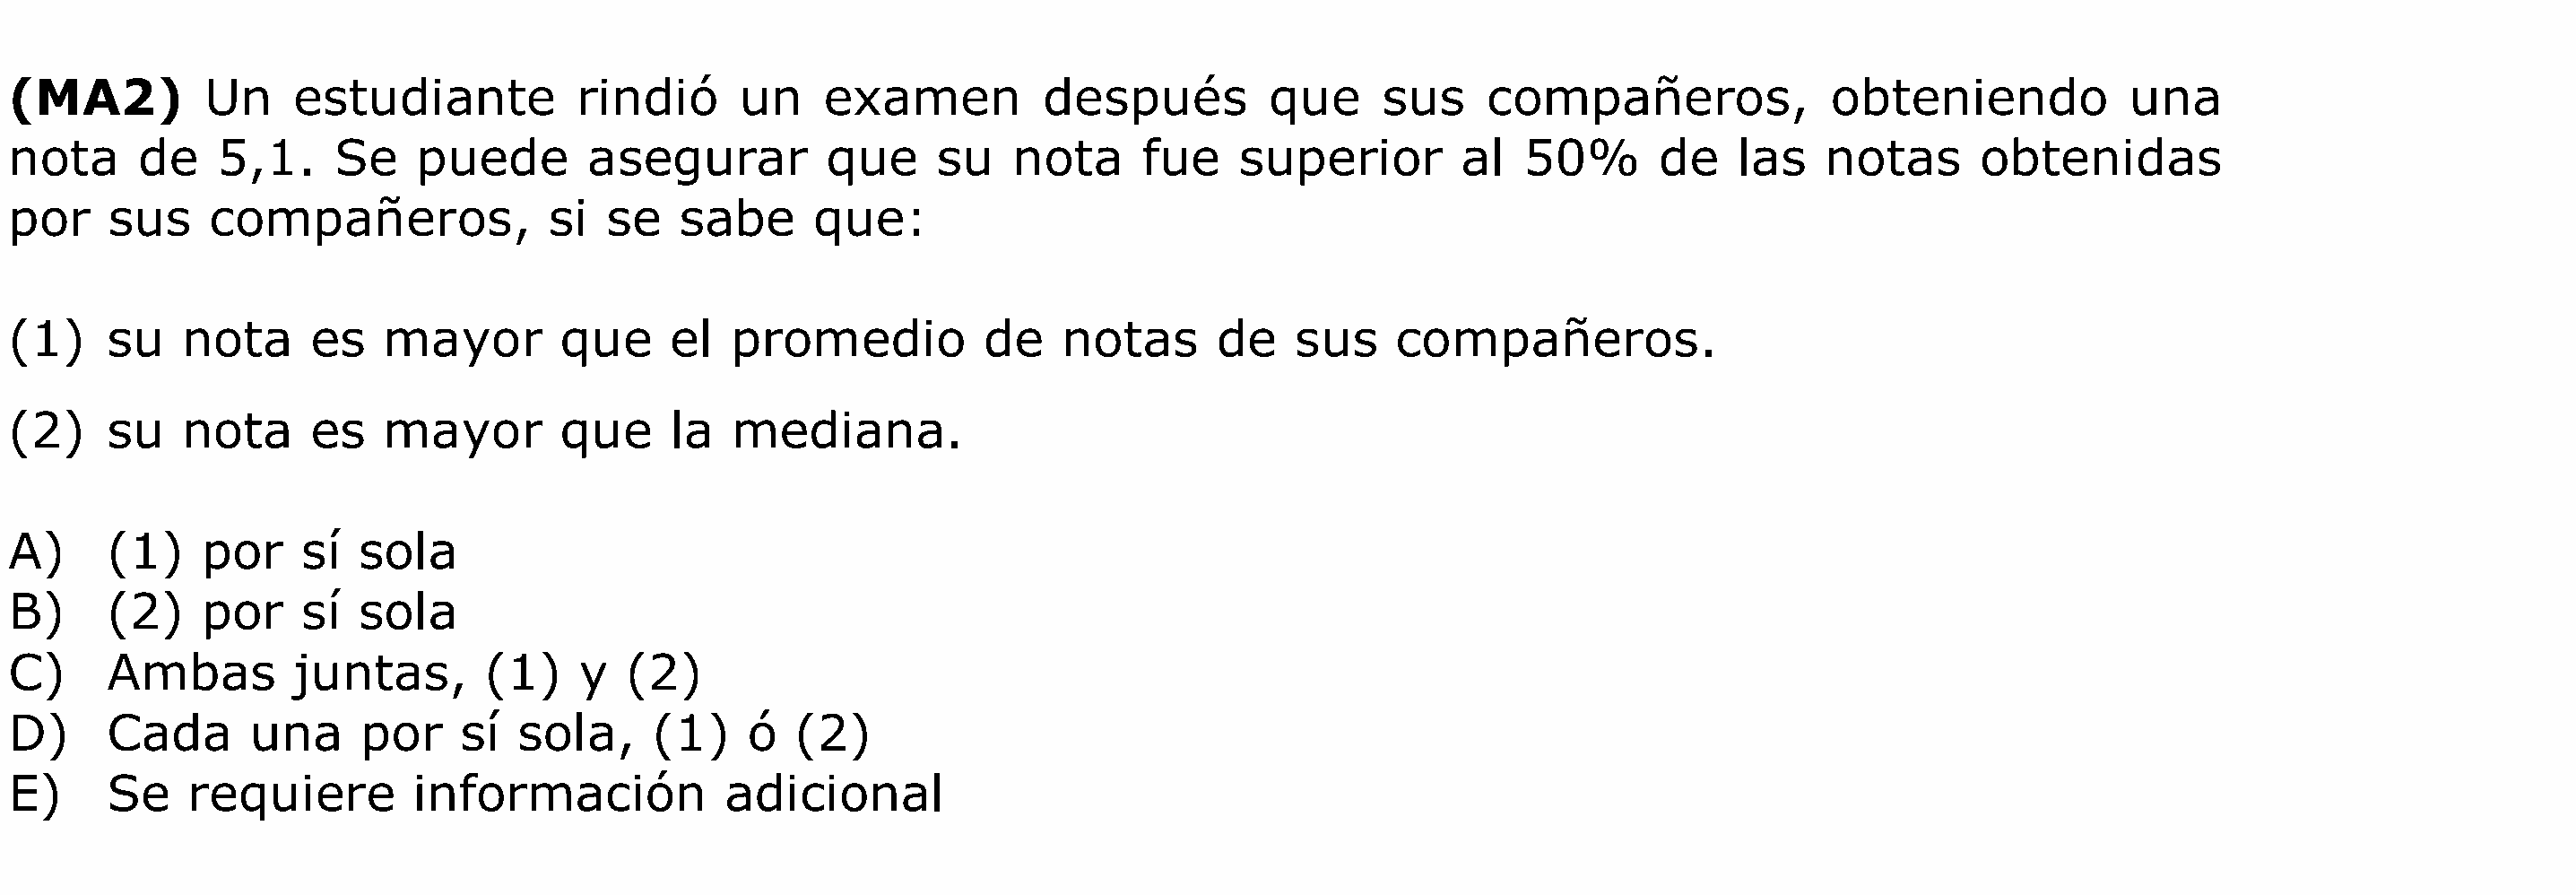 (MA2) Un estudiante rindió un examen después que sus compañeros, obteniendo una
nota de 5,1. Se puede asegurar que su nota fue superior al 50% de las notas obtenidas
por sus compañeros, si se sabe que:
(1) su nota es mayor que el promedio de notas de sus compañeros.
(2) su nota es mayor que la mediana.
A) (1) por sí sola
B) (2) por sí sola
C) Ambas juntas, (1) y (2)
D) Cada una por sí sola, (1) ó (2)
E) Se requiere información adicional